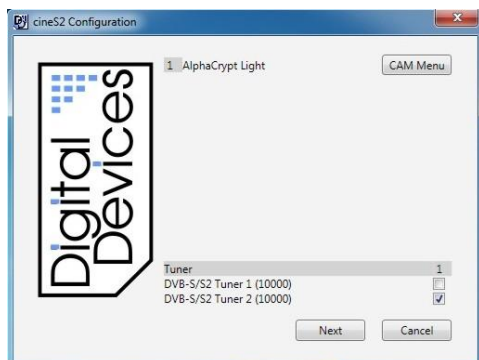 cineS2 Configuration
1 AlphaCrypt Light
CAM Menu
Digital
Devices
Tuner 1
DVB-S/S2 Tuner 1 (10000)
DVB-S/S2 Tuner 2 (10000)
Next
Cancel